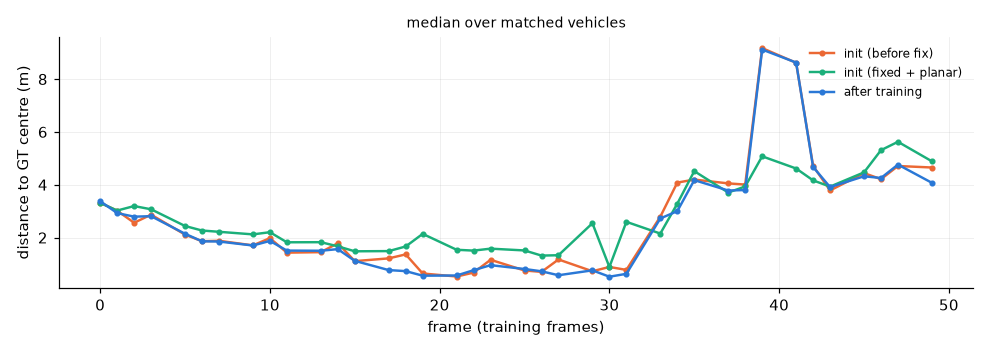 median over matched vehicles
distance to GT centre (m)
8
6
4
2
init (before fix)
init (fixed + planar)
after training
0
10
20
30
40
50
frame (training frames)